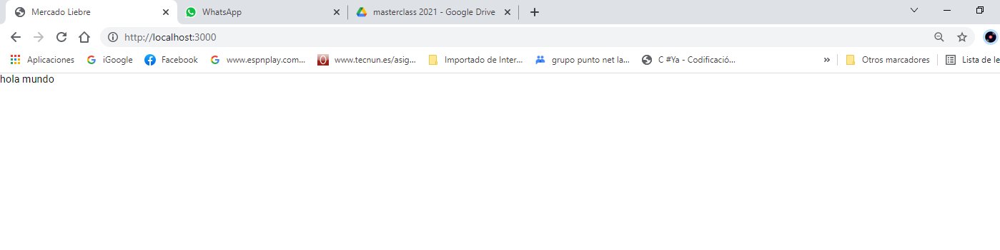 Mercado Liebre WhatsApp masterclass 2021 - Google Drive
http://localhost:3000
Aplicaciones iGoogle Facebook www.espnplay.com... www.tecnun.es/asig... Importado de Inter... grupo punto net la... C #Ya - Codificació... » Otros marcadores Lista de le
hola mundo